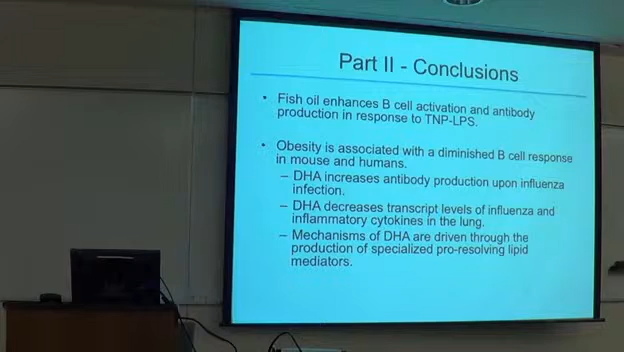 Part II - Conclusions
• Fish oil enhances B cell activation and antibody
production in response to TNP-LPS.
• Obesity is associated with a diminished B cell response
in mouse and humans.
– DHA increases antibody production upon influenza
infection.
– DHA decreases transcript levels of influenza and
inflammatory cytokines in the lung.
– Mechanisms of DHA are driven through the
production of specialized pro-resolving lipid
mediators.